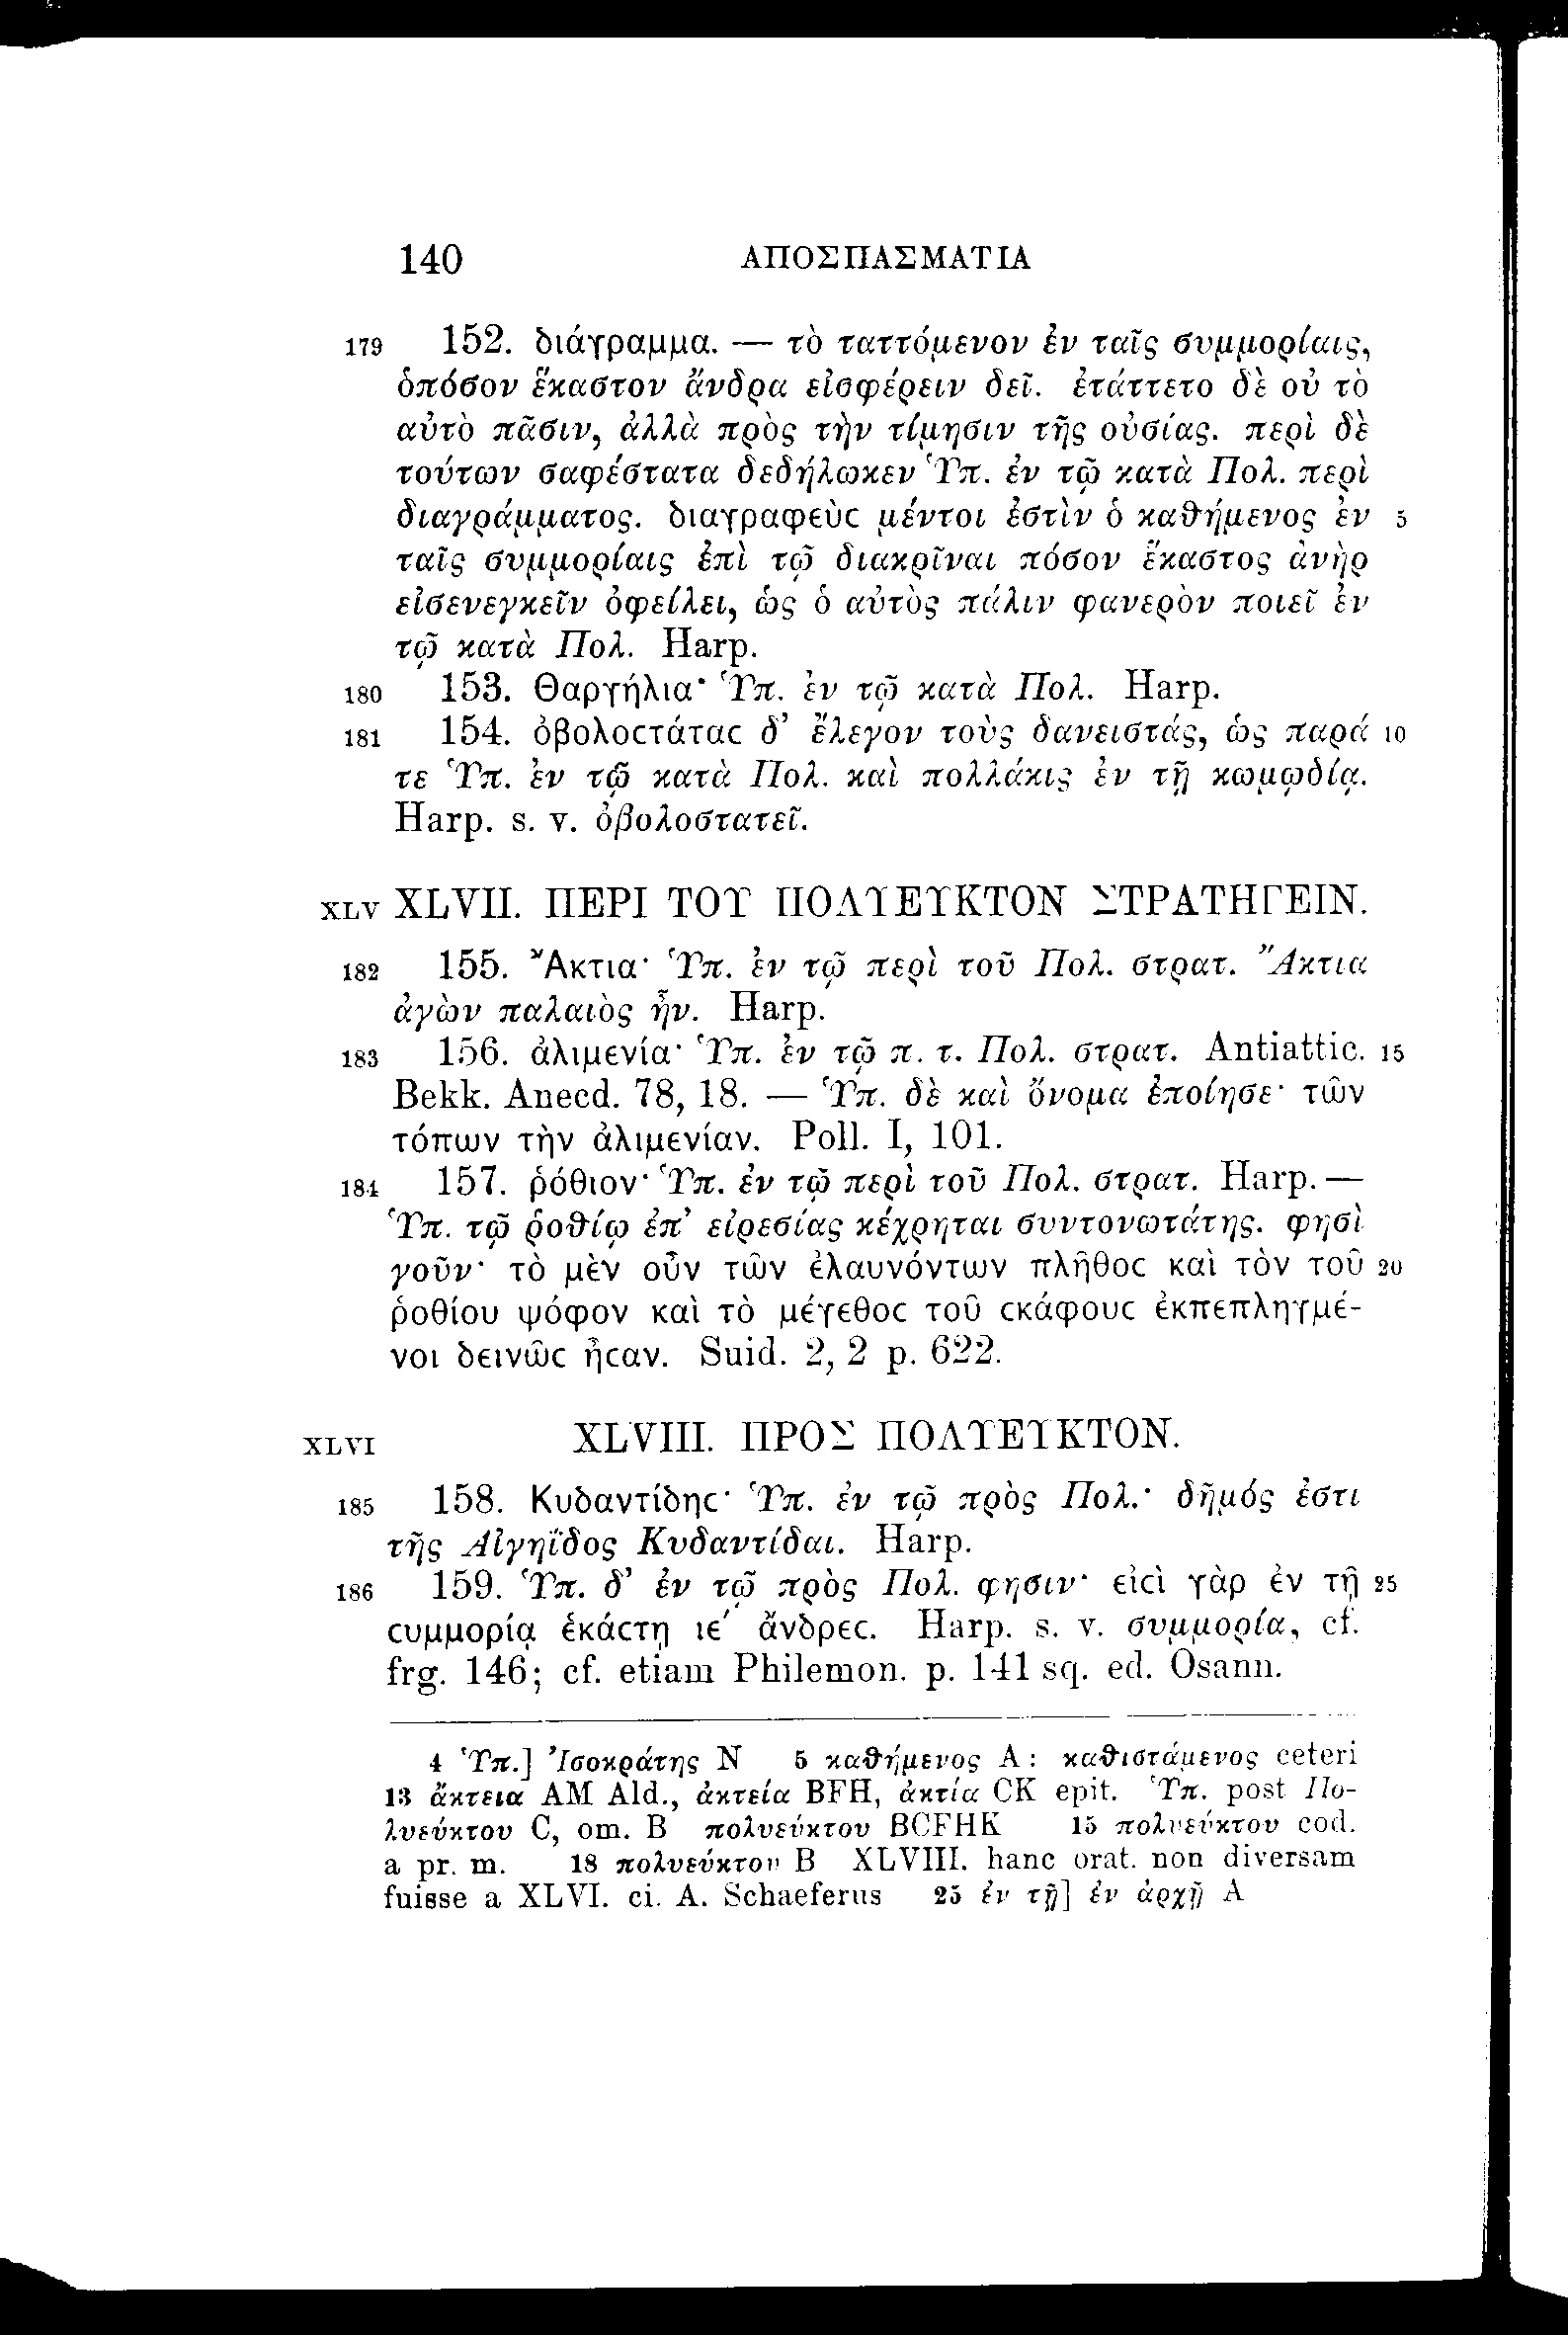 140 ΑΠΟΣΠΑΣΜΑΤΙΑ
179 152. διάγραμμα. — τὸ ταττόμενον ἐν ταῖς συμμορίαις,
ὁπόσον ἕκαστον ἄνδρα εἰσφέρειν δεῖ. ἐτάττετο δὲ οὐ τὸ
αὐτὸ πᾶσιν, ἀλλὰ πρὸς τὴν τίμησιν τῆς οὐσίας. περὶ δὲ
τούτων σαφέστατα δεδήλωκεν Ὑπ. ἐν τῷ κατὰ Πολ. περὶ
διαγράμματος. διαγραφεὺϲ μέντοι ἐστὶν ὁ καθήμενος ἐν 5
ταῖς συμμορίαις ἐπὶ τῷ διακρῖναι πόσον ἕκαστος ἀνὴρ
εἰσενεγκεῖν ὀφείλει, ὡς ὁ αὐτὸς πάλιν φανερὸν ποιεῖ ἐν
τῷ κατὰ Πολ. Harp.
180 153. Θαργήλια· Ὑπ. ἐν τῷ κατὰ Πολ. Harp.
181 154. ὀβολοϲτάταϲ δ’ ἔλεγον τοὺς δανειστάς, ὡς παρά 10
τε Ὑπ. ἐν τῷ κατὰ Πολ. καὶ πολλάκις ἐν τῇ κωμῳδίᾳ.
Harp. s. v. ὀβολοστατεῖ.
XLV XLVII. ΠΕΡΙ ΤΟΥ ΠΟΛΥΕΥΚΤΟΝ ΣΤΡΑΤΗΓΕΙΝ.
182 155. Ἄκτια· Ὑπ. ἐν τῷ περὶ τοῦ Πολ. στρατ. Ἄκτια
ἀγὼν παλαιὸς ἦν. Harp.
183 156. ἀλιμενία· Ὑπ. ἐν τῷ π. τ. Πολ. στρατ. Antiattic. 15
Bekk. Anecd. 78, 18. — Ὑπ. δὲ καὶ ὄνομα ἐποίησε· τῶν
τόπων τὴν ἀλιμενίαν. Poll. I, 101.
184 157. ῥόθιον· Ὑπ. ἐν τῷ περὶ τοῦ Πολ. στρατ. Harp. —
Ὑπ. τῷ ῥοθίῳ ἐπ’ εἰρεσίας κέχρηται συντονωτάτης. φησὶ
γοῦν· τὸ μὲν οὖν τῶν ἐλαυνόντων πλῆθοϲ καὶ τὸν τοῦ 20
ῥοθίου ψόφον καὶ τὸ μέγεθοϲ τοῦ ϲκάφουϲ ἐκπεπληγμέ-
νοι δεινῶϲ ἦϲαν. Suid. 2, 2 p. 622.
XLVI XLVIII. ΠΡΟΣ ΠΟΛΥΕΥΚΤΟΝ.
185 158. Κυδαντίδηϲ· Ὑπ. ἐν τῷ πρὸς Πολ.· δῆμός ἐστι
τῆς Αἰγηΐδος Κυδαντίδαι. Harp.
186 159. Ὑπ. δ’ ἐν τῷ πρὸς Πολ. φησιν· εἰϲὶ γὰρ ἐν τῇ 25
ϲυμμορίᾳ ἑκάϲτῃ ιε′ ἄνδρεϲ. Harp. s. v. συμμορία, cf.
frg. 146; cf. etiam Philemon. p. 141 sq. ed. Osann.
4 Ὑπ.] Ἰσοκράτης N 5 καθήμενος A : καθιστάμενος ceteri
13 ἄκτεια AM Ald., ἀκτεία BFH, ἀκτία CK epit. Ὑπ. post Πο-
λυεύκτου C, om. B πολυεύκτου BCFHK 15 πολυεύκτου cod.
a pr. m. 18 πολυεύκτου B XLVIII. hanc orat. non diversam
fuisse a XLVI. ci. A. Schaeferus 25 ἐν τῇ] ἐν ἀρχῇ A